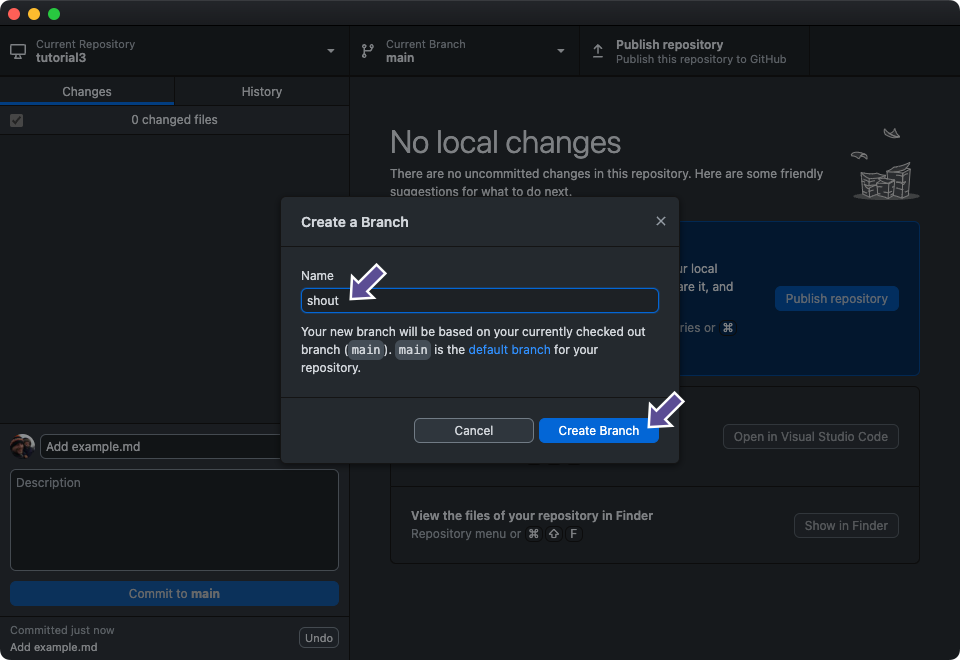 Current Repository
tutorial3
Current Branch
main
Publish repository
Publish this repository to GitHub
Changes
History
0 changed files
No local changes
There are no uncommitted changes in this repository. Here are some friendly
suggestions for what to do next.
Create a Branch
Name
shout
Your new branch will be based on your currently checked out
branch (main). main is the default branch for your
repository.
Cancel
Create Branch
local
are it, and
or ⌘
Publish repository
Open in Visual Studio Code
View the files of your repository in Finder
Repository menu or ⌘ ⇧ F
Show in Finder
Add example.md
Description
Commit to main
Committed just now
Add example.md
Undo